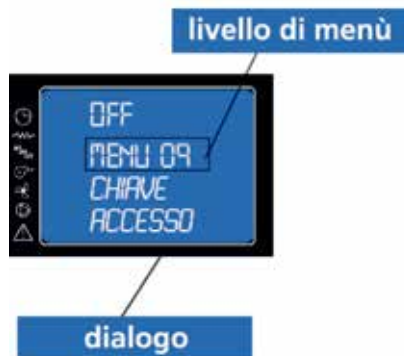 livello di menù
OFF
MENU 09
CHIAVE
ACCESSO
dialogo